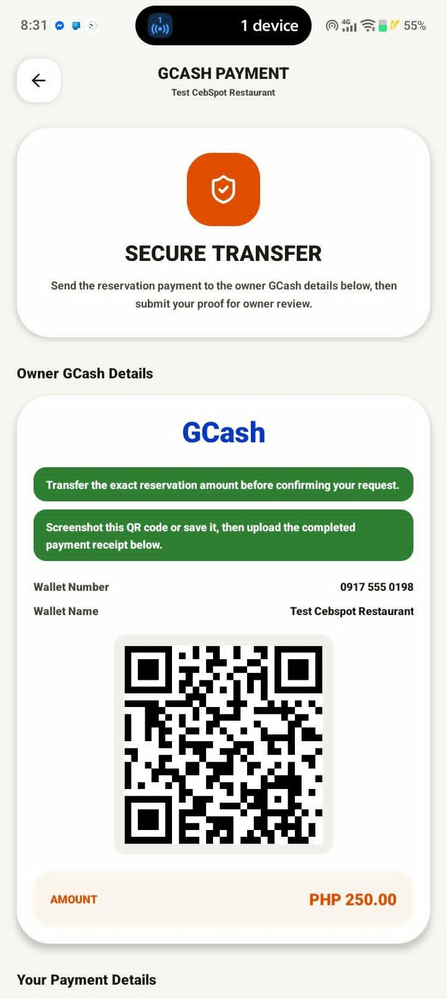 8:31
1
1 device
4G
55%
GCASH PAYMENT
Test CebSpot Restaurant
SECURE TRANSFER
Send the reservation payment to the owner GCash details below, then
submit your proof for owner review.
Owner GCash Details
GCash
Transfer the exact reservation amount before confirming your request.
Screenshot this QR code or save it, then upload the completed
payment receipt below.
Wallet Number 0917 555 0198
Wallet Name Test Cebspot Restaurant
AMOUNT PHP 250.00
Your Payment Details